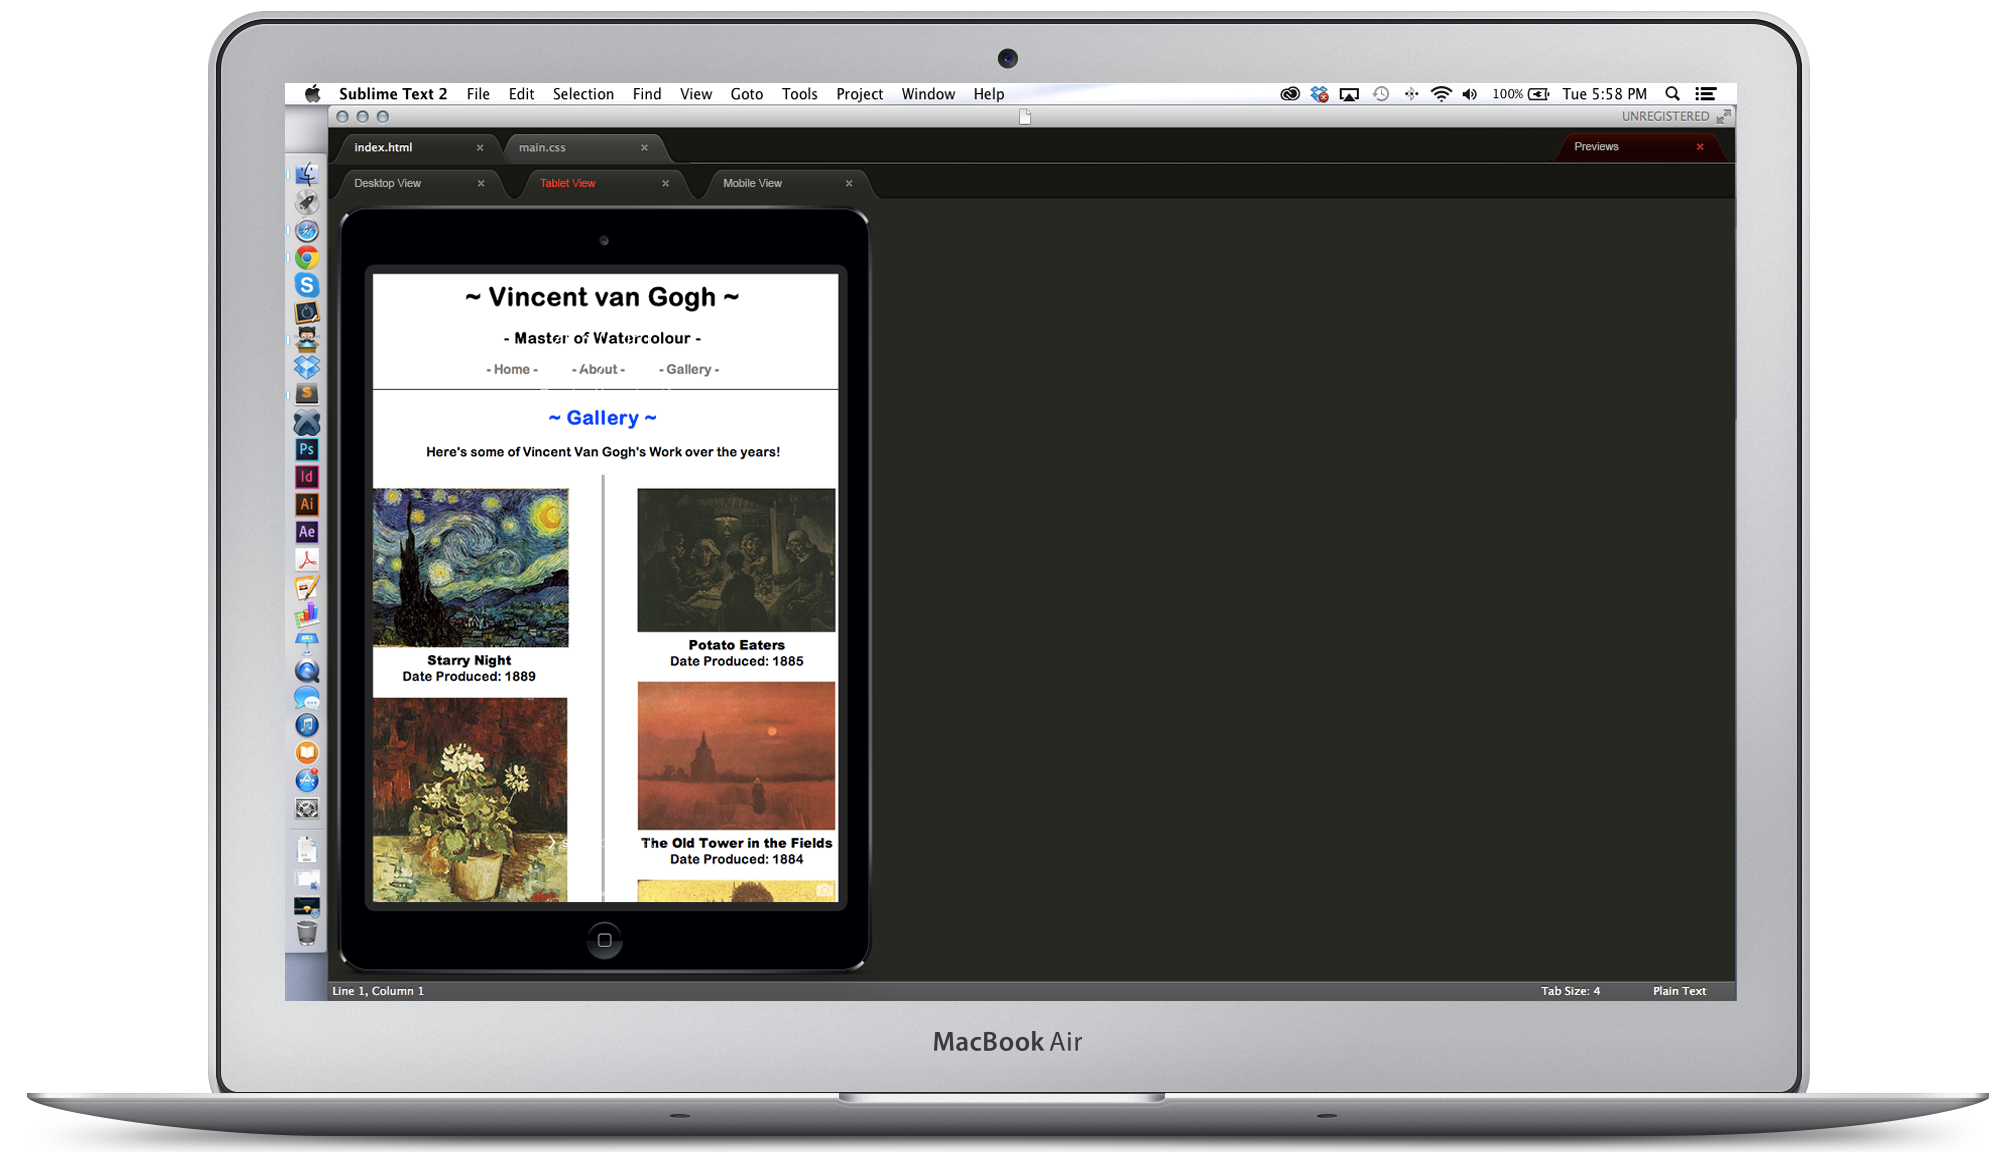 Sublime Text 2 File Edit Selection Find View Goto Tools Project Window Help 100% Tue 5:58 PM
UNREGISTERED
index.html × main.css × Previews ×
Desktop View × Tablet View × Mobile View ×
~ Vincent van Gogh ~
- Master of Watercolour -
- Home - - About - - Gallery -
~ Gallery ~
Here's some of Vincent Van Gogh's Work over the years!
Starry Night
Date Produced: 1889
Potato Eaters
Date Produced: 1885
The Old Tower in the Fields
Date Produced: 1884
S
S
Ps
Id
Ai
Ae
Line 1, Column 1 Tab Size: 4 Plain Text
MacBook Air